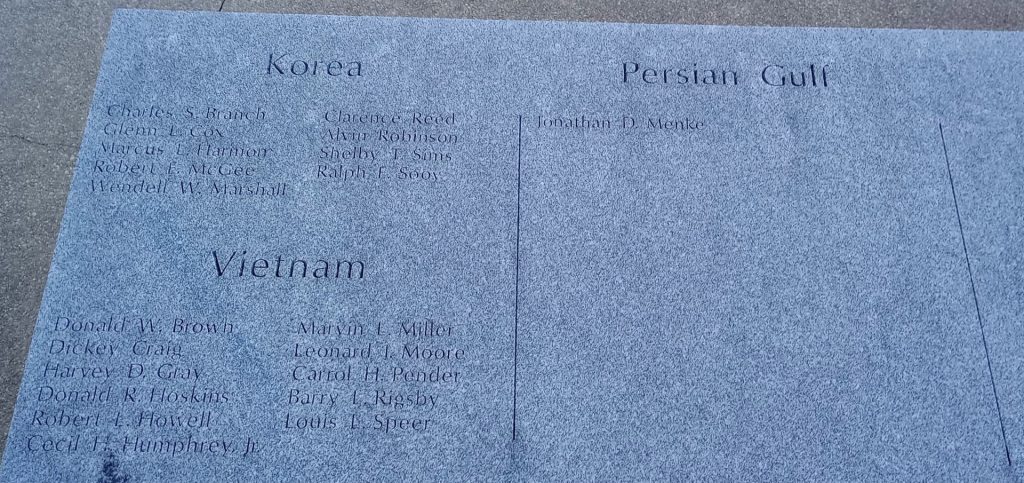 Korea
Charles S. Branch
Glenn L. Cox
Marcus L. Harmon
Robert E. McGee
Wendell W. Marshall
Clarence Reed
Alvin Robinson
Shelby T. Sims
Ralph E. Sooy
Vietnam
Donald W. Brown
Dickey Craig
Harvey D. Gray
Donald R. Hoskins
Robert L. Howell
Cecil H. Humphrey, Jr.
Marvin L. Miller
Leonard J. Moore
Carrol H. Pender
Barry L. Rigsby
Louis L. Speer
Persian Gulf
Jonathan D. Menke